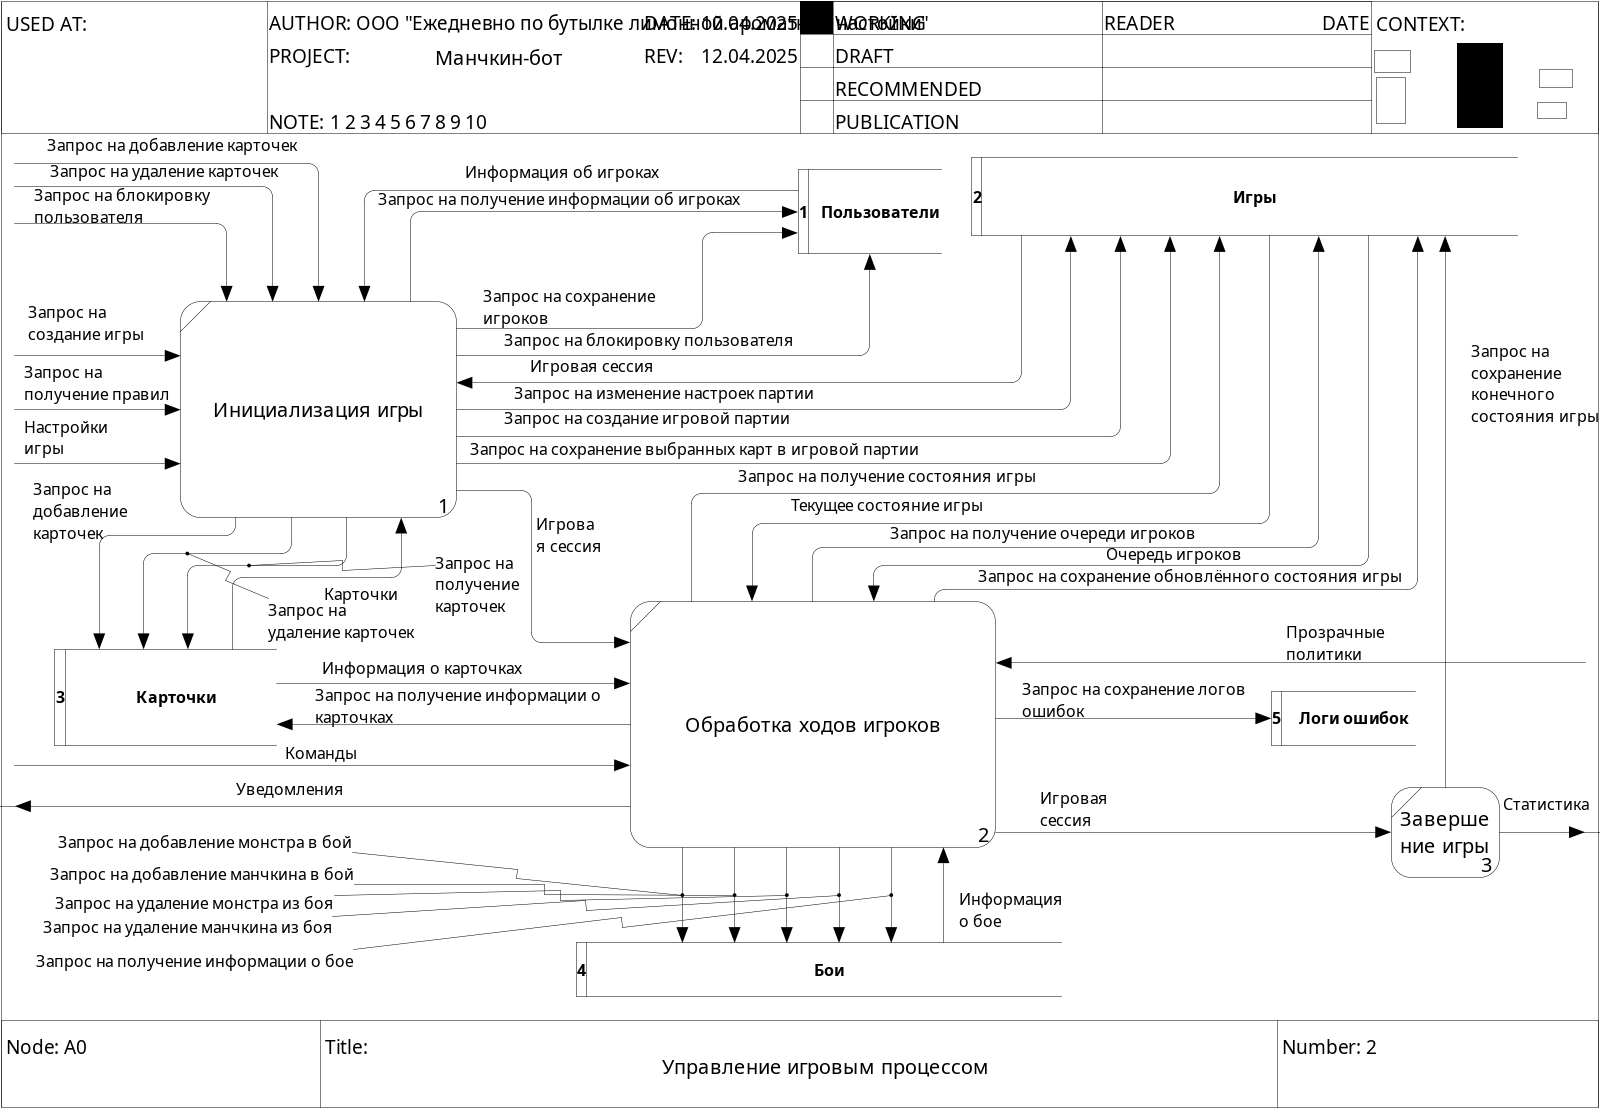 USED AT:
AUTHOR: ООО "Ежедневно по бутылке лимонной ароматной настойки"
DATE: 10.04.2025
WORKING
READER
DATE
CONTEXT:
PROJECT:
Манчкин-бот
REV:
12.04.2025
DRAFT
RECOMMENDED
NOTE: 1 2 3 4 5 6 7 8 9 10
PUBLICATION
Запрос на добавление карточек
Запрос на удаление карточек
Запрос на блокировку
пользователя
Информация об игроках
Запрос на получение информации об игроках
1
Пользователи
2
Игры
Запрос на
создание игры
Запрос на
получение правил
Настройки
игры
Инициализация игры
1
Запрос на сохранение
игроков
Запрос на блокировку пользователя
Игровая сессия
Запрос на изменение настроек партии
Запрос на создание игровой партии
Запрос на сохранение выбранных карт в игровой партии
Запрос на получение состояния игры
Текущее состояние игры
Запрос на получение очереди игроков
Очередь игроков
Запрос на сохранение обновлённого состояния игры
Запрос на
сохранение
конечного
состояния игры
Запрос на
добавление
карточек
Игрова
я сессия
Запрос на
получение
карточек
Карточки
Запрос на
удаление карточек
3
Карточки
Информация о карточках
Запрос на получение информации о
карточках
Команды
Уведомления
Обработка ходов игроков
2
Прозрачные
политики
Запрос на сохранение логов
ошибок
5
Логи ошибок
Игровая
сессия
Заверше
ние игры
3
Статистика
Запрос на добавление монстра в бой
Запрос на добавление манчкина в бой
Запрос на удаление монстра из боя
Запрос на удаление манчкина из боя
Запрос на получение информации о бое
Информация
о бое
4
Бои
Node: A0
Title:
Управление игровым процессом
Number: 2